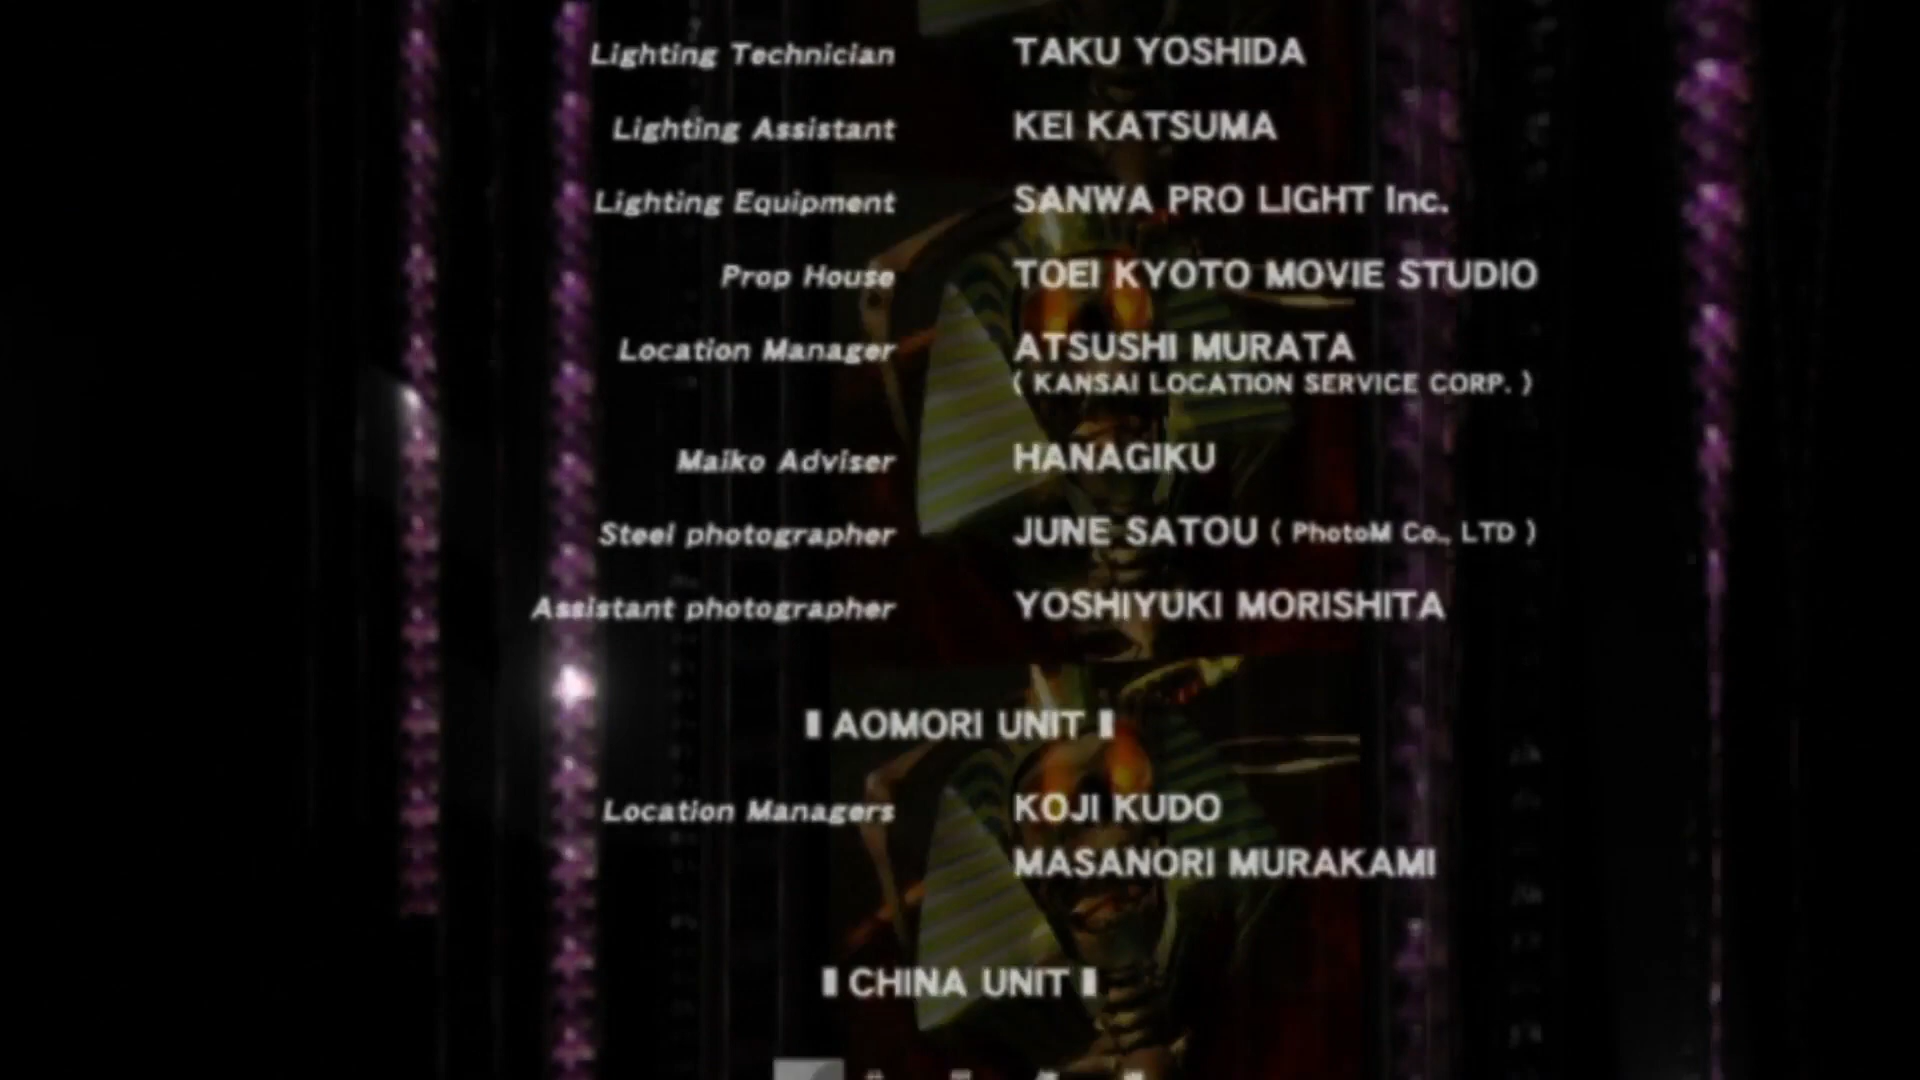 Lighting Technician TAKU YOSHIDA
Lighting Assistant KEI KATSUMA
Lighting Equipment SANWA PRO LIGHT Inc.
Prop House TOEI KYOTO MOVIE STUDIO
Location Manager ATSUSHI MURATA
( KANSAI LOCATION SERVICE CORP. )
Maiko Adviser HANAGIKU
Steel photographer JUNE SATOU ( PhotoM Co., LTD )
Assistant photographer YOSHIYUKI MORISHITA
▮ AOMORI UNIT ▮
Location Managers KOJI KUDO
MASANORI MURAKAMI
▮ CHINA UNIT ▮